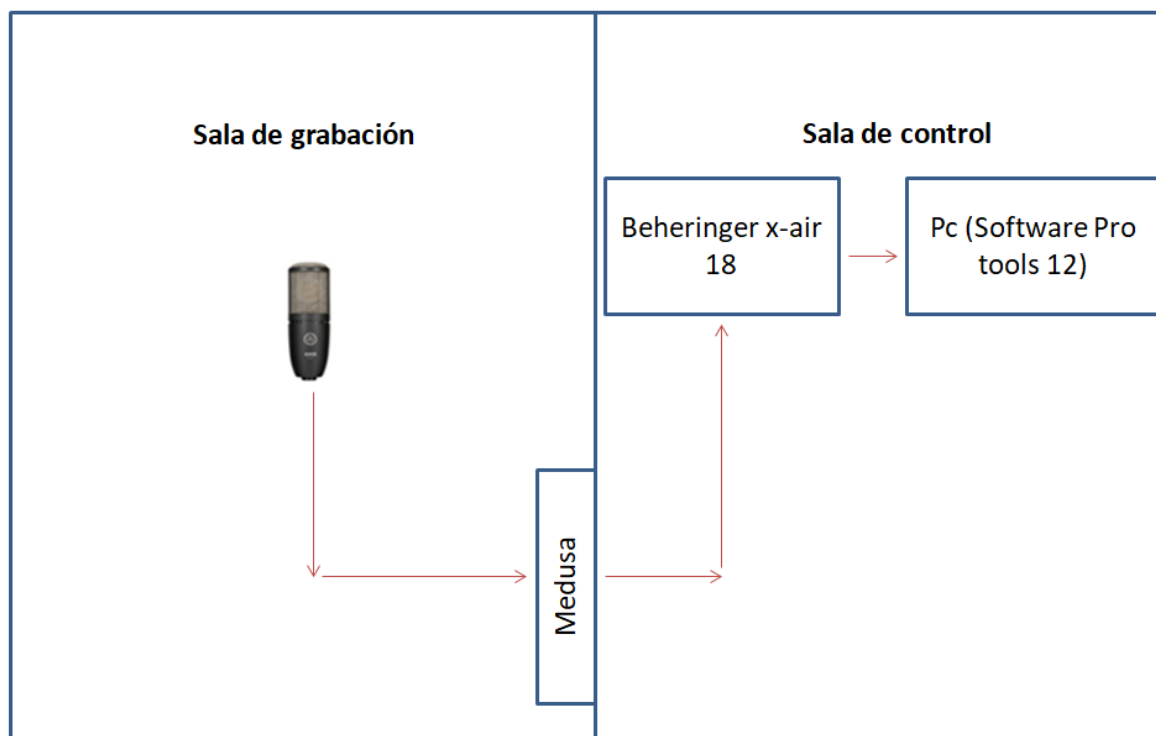 Sala de grabación
Sala de control
Beheringer x-air
18
Pc (Software Pro
tools 12)
Medusa